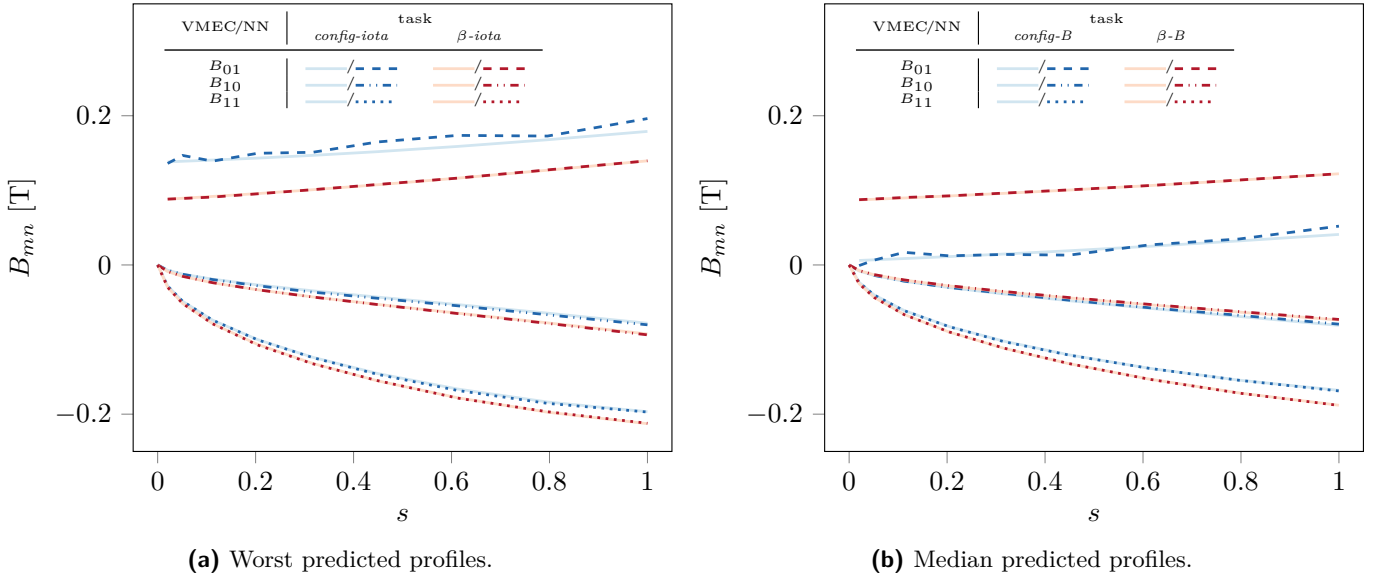 VMEC/NN task
config-iota β-iota
B01 / /
B10 / /
B11 / /
0.2
0
−0.2
Bmn [T]
0 0.2 0.4 0.6 0.8 1
s
(a) Worst predicted profiles.
VMEC/NN task
config-B β-B
B01 / /
B10 / /
B11 / /
0.2
0
−0.2
Bmn [T]
0 0.2 0.4 0.6 0.8 1
s
(b) Median predicted profiles.